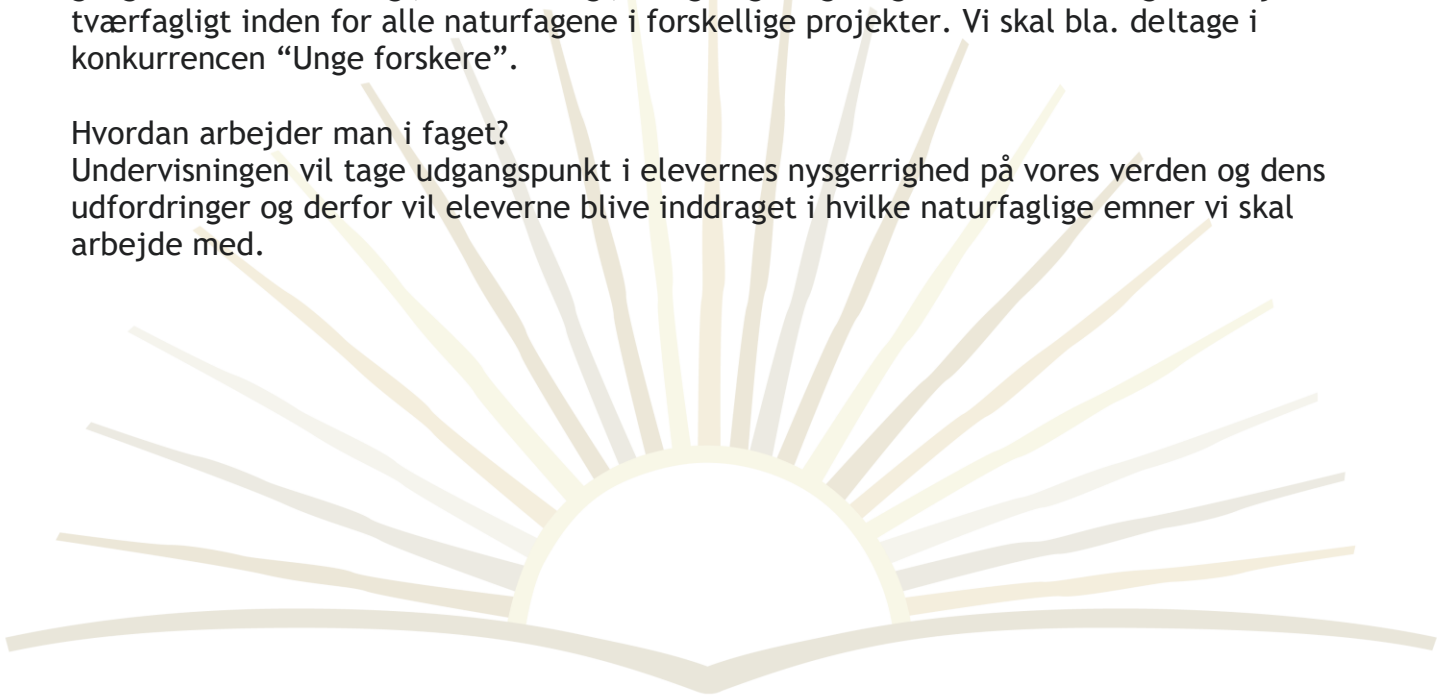 tværfagligt inden for alle naturfagene i forskellige projekter. Vi skal bla. deltage i
konkurrencen “Unge forskere”.
Hvordan arbejder man i faget?
Undervisningen vil tage udgangspunkt i elevernes nysgerrighed på vores verden og dens
udfordringer og derfor vil eleverne blive inddraget i hvilke naturfaglige emner vi skal
arbejde med.